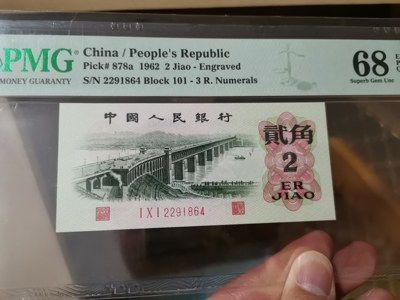 PMG
MONEY GUARANTY
China / People's Republic
Pick# 878a 1962 2 Jiao - Engraved
S/N 2291864 Block 101 - 3 R. Numerals
68
Superb Gem Unc
中國人民銀行
貳角
2
ER
JIAO
I X I 2291864